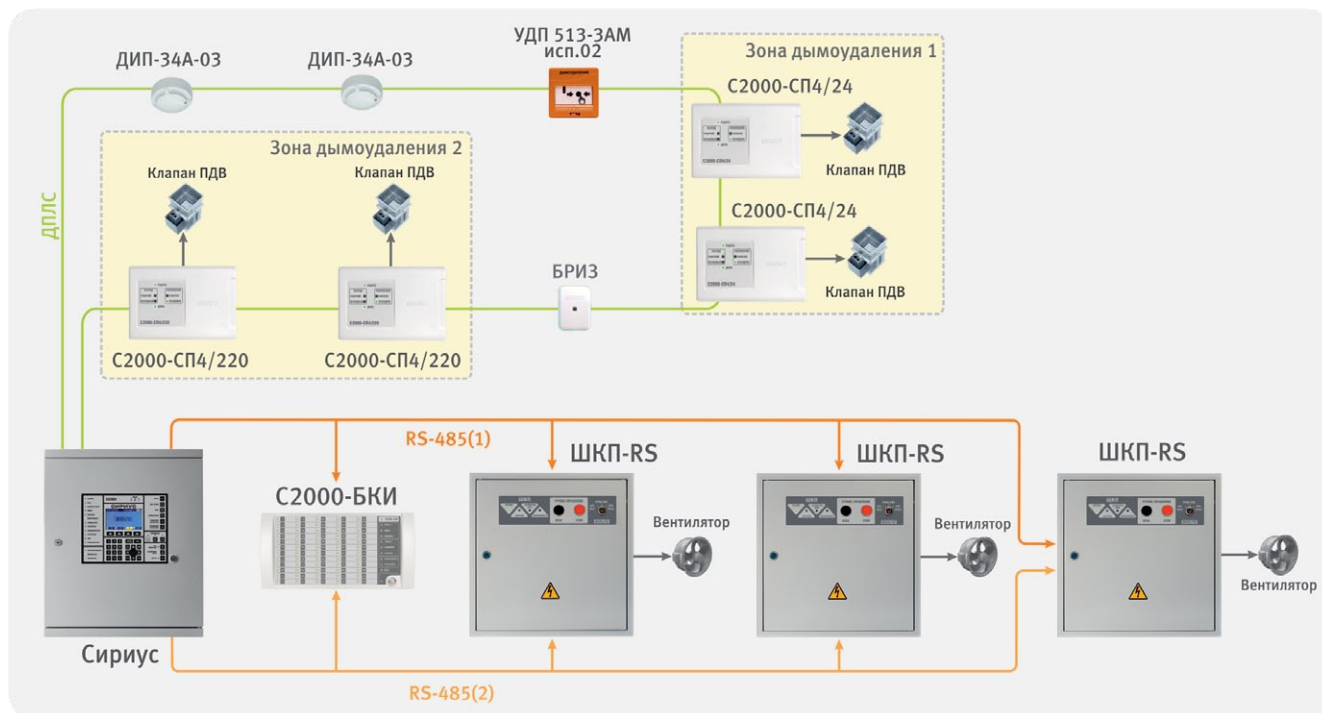 УДП 513-3АМ
исп.02
ДИП-34А-03
ДИП-34А-03
Зона дымоудаления 1
С2000-СП4/24
Клапан ПДВ
С2000-СП4/24
Клапан ПДВ
Зона дымоудаления 2
Клапан ПДВ
Клапан ПДВ
ДПЛС
БРИЗ
С2000-СП4/220
С2000-СП4/220
RS-485(1)
ШКП-RS
ШКП-RS
ШКП-RS
С2000-БКИ
Вентилятор
Вентилятор
Вентилятор
СИРИУС
Сириус
RS-485(2)